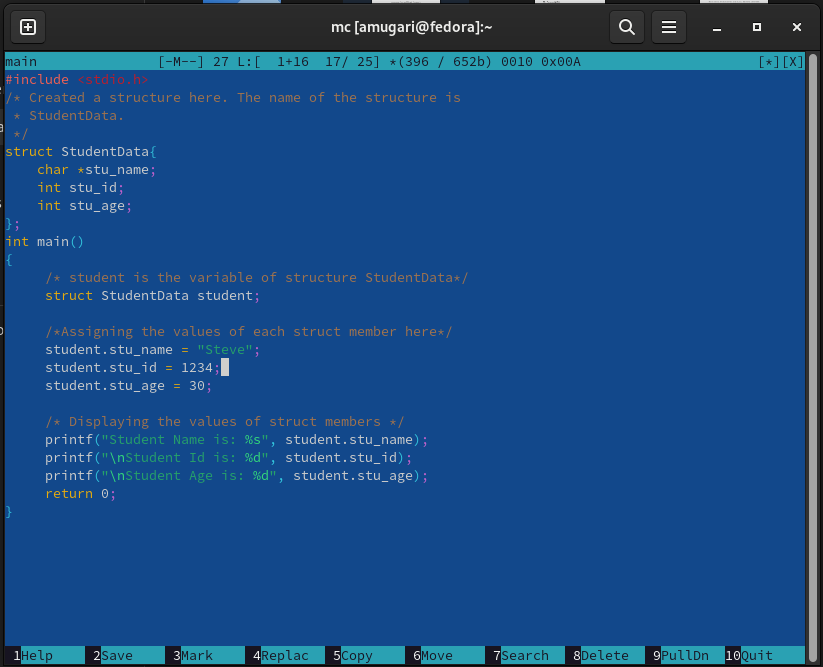 mc [amugari@fedora]:~
main [-M--] 27 L:[ 1+16 17/ 25] *(396 / 652b) 0010 0x00A [*][X]
#include <stdio.h>
/* Created a structure here. The name of the structure is
 * StudentData.
 */
struct StudentData{
    char *stu_name;
    int stu_id;
    int stu_age;
};
int main()
{
     /* student is the variable of structure StudentData*/
     struct StudentData student;

     /*Assigning the values of each struct member here*/
     student.stu_name = "Steve";
     student.stu_id = 1234;
     student.stu_age = 30;

     /* Displaying the values of struct members */
     printf("Student Name is: %s", student.stu_name);
     printf("\nStudent Id is: %d", student.stu_id);
     printf("\nStudent Age is: %d", student.stu_age);
     return 0;
}
1Help 2Save 3Mark 4Replac 5Copy 6Move 7Search 8Delete 9PullDn 10Quit